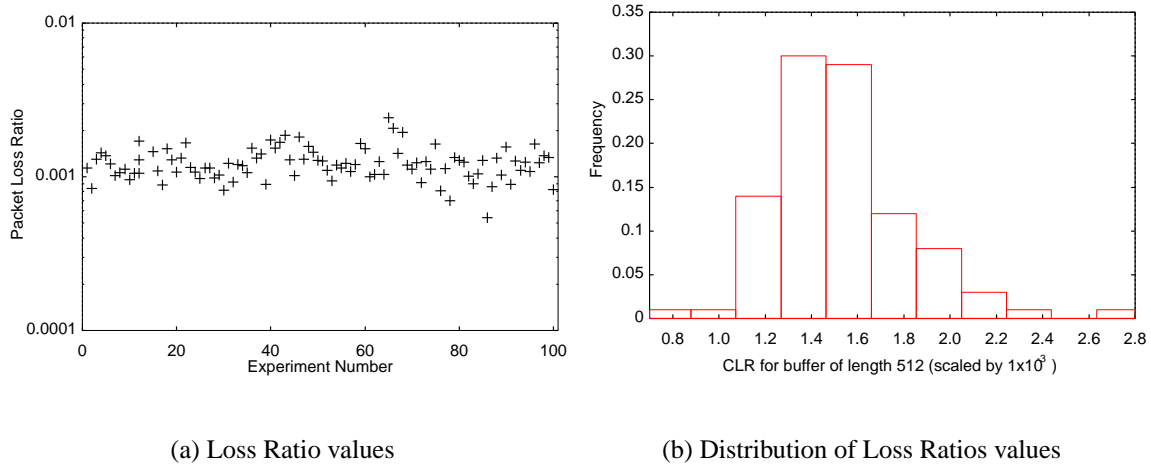 0.01
0.001
0.0001
Packet Loss Ratio
0 20 40 60 80 100
Experiment Number
0.35
0.30
0.25
0.20
0.15
0.10
0.05
0
Frequency
0.8 1.0 1.2 1.4 1.6 1.8 2.0 2.2 2.4 2.6 2.8
CLR for buffer of length 512 (scaled by 1x10³ )
(a) Loss Ratio values
(b) Distribution of Loss Ratios values